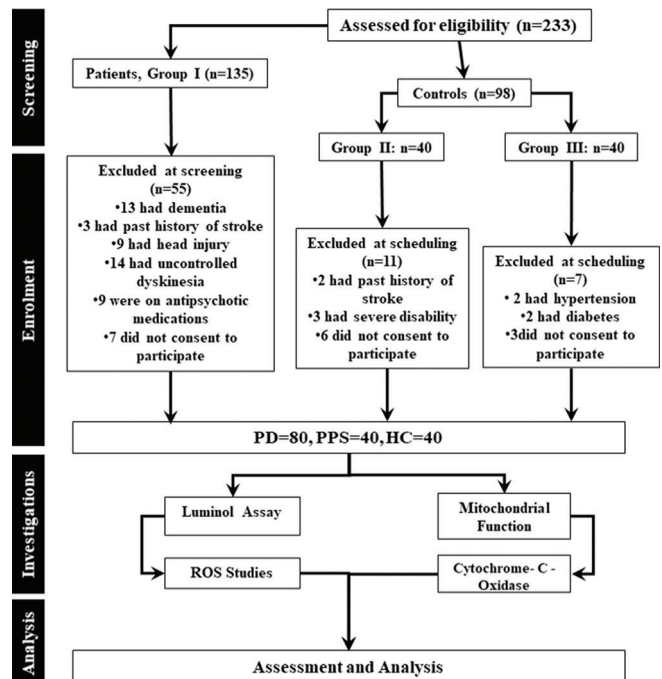 Screening
Assessed for eligibility (n=233)
Patients, Group I (n=135)
Controls (n=98)
Group II: n=40
Group III: n=40
Enrolment
Excluded at screening
(n=55)
•13 had dementia
•3 had past history of stroke
•9 had head injury
•14 had uncontrolled
dyskinesia
•9 were on antipsychotic
medications
•7 did not consent to
participate
Excluded at scheduling
(n=11)
•2 had past history of
stroke
•3 had severe disability
•6 did not consent to
participate
Excluded at scheduling
(n=7)
• 2 had hypertension
•2 had diabetes
•3did not consent to
participate
PD=80, PPS=40,HC=40
Investigations
Luminol Assay
Mitochondrial
Function
ROS Studies
Cytochrome- C -
Oxidase
Analysis
Assessment and Analysis